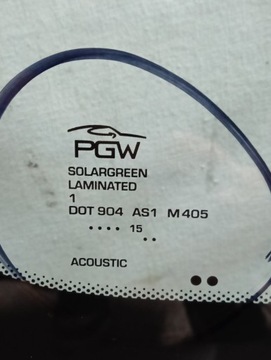 PGW
SOLARGREEN
LAMINATED
1
DOT 904 AS1 M405
•••• 15
••
ACOUSTIC